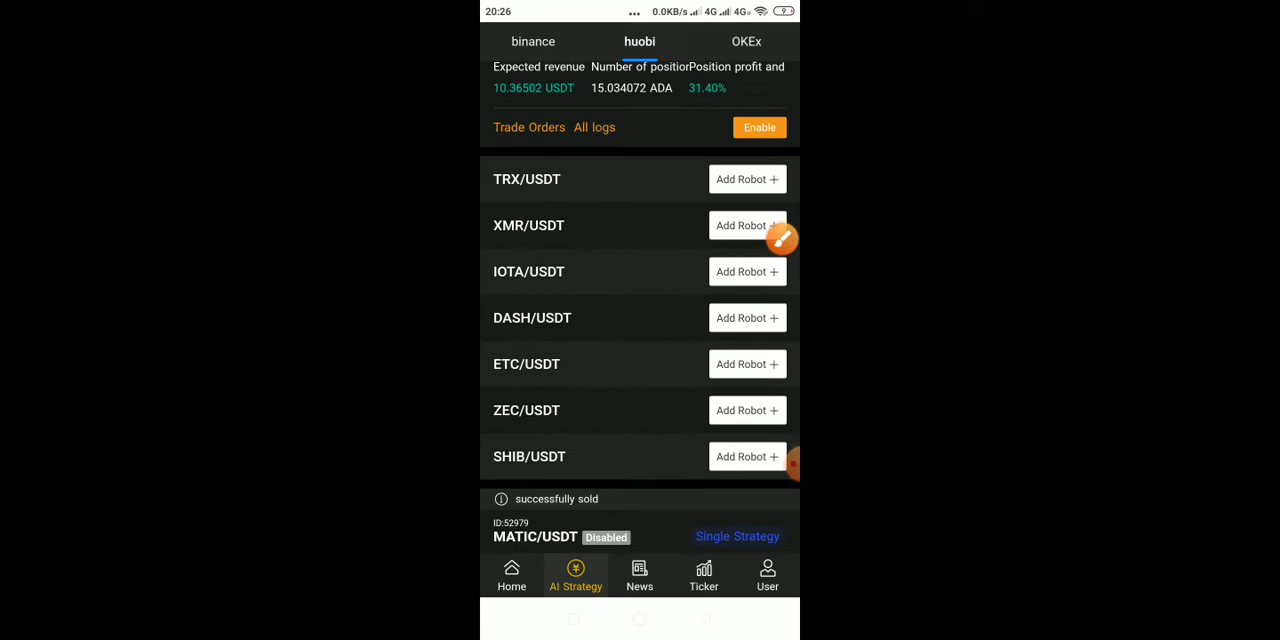 20:26 ... 0.0KB/s 4G 4G 9
binance huobi OKEx
Expected revenue Number of position Position profit and
10.36502 USDT 15.034072 ADA 31.40%
Trade Orders All logs Enable
TRX/USDT Add Robot +
XMR/USDT Add Robot +
IOTA/USDT Add Robot +
DASH/USDT Add Robot +
ETC/USDT Add Robot +
ZEC/USDT Add Robot +
SHIB/USDT Add Robot +
successfully sold
ID:52979
MATIC/USDT Disabled Single Strategy
Home AI Strategy News Ticker User